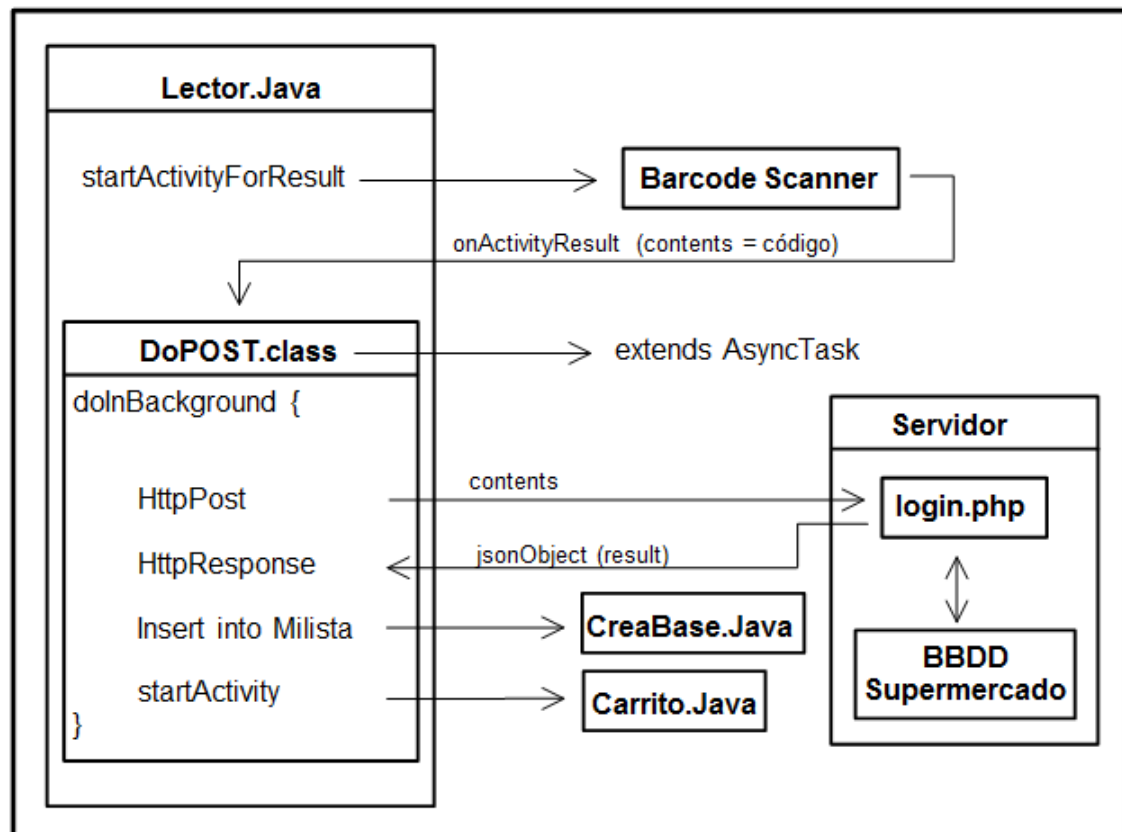 Lector.Java
startActivityForResult
Barcode Scanner
onActivityResult (contents = código)
DoPOST.class
extends AsyncTask
doInBackground {
Servidor
HttpPost
contents
login.php
HttpResponse
jsonObject (result)
Insert into Milista
CreaBase.Java
BBDD
Supermercado
startActivity
Carrito.Java
}